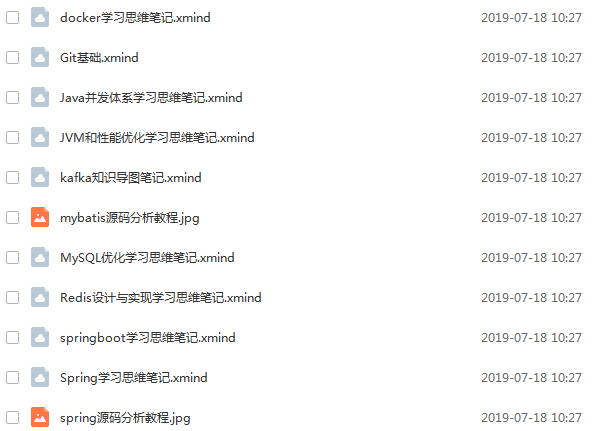 docker学习思维笔记.xmind 2019-07-18 10:27
Git基础.xmind 2019-07-18 10:27
Java并发体系学习思维笔记.xmind 2019-07-18 10:27
JVM和性能优化学习思维笔记.xmind 2019-07-18 10:27
kafka知识导图笔记.xmind 2019-07-18 10:27
mybatis源码分析教程.jpg 2019-07-18 10:27
MySQL优化学习思维笔记.xmind 2019-07-18 10:27
Redis设计与实现学习思维笔记.xmind 2019-07-18 10:27
springboot学习思维笔记.xmind 2019-07-18 10:27
Spring学习思维笔记.xmind 2019-07-18 10:27
spring源码分析教程.jpg 2019-07-18 10:27